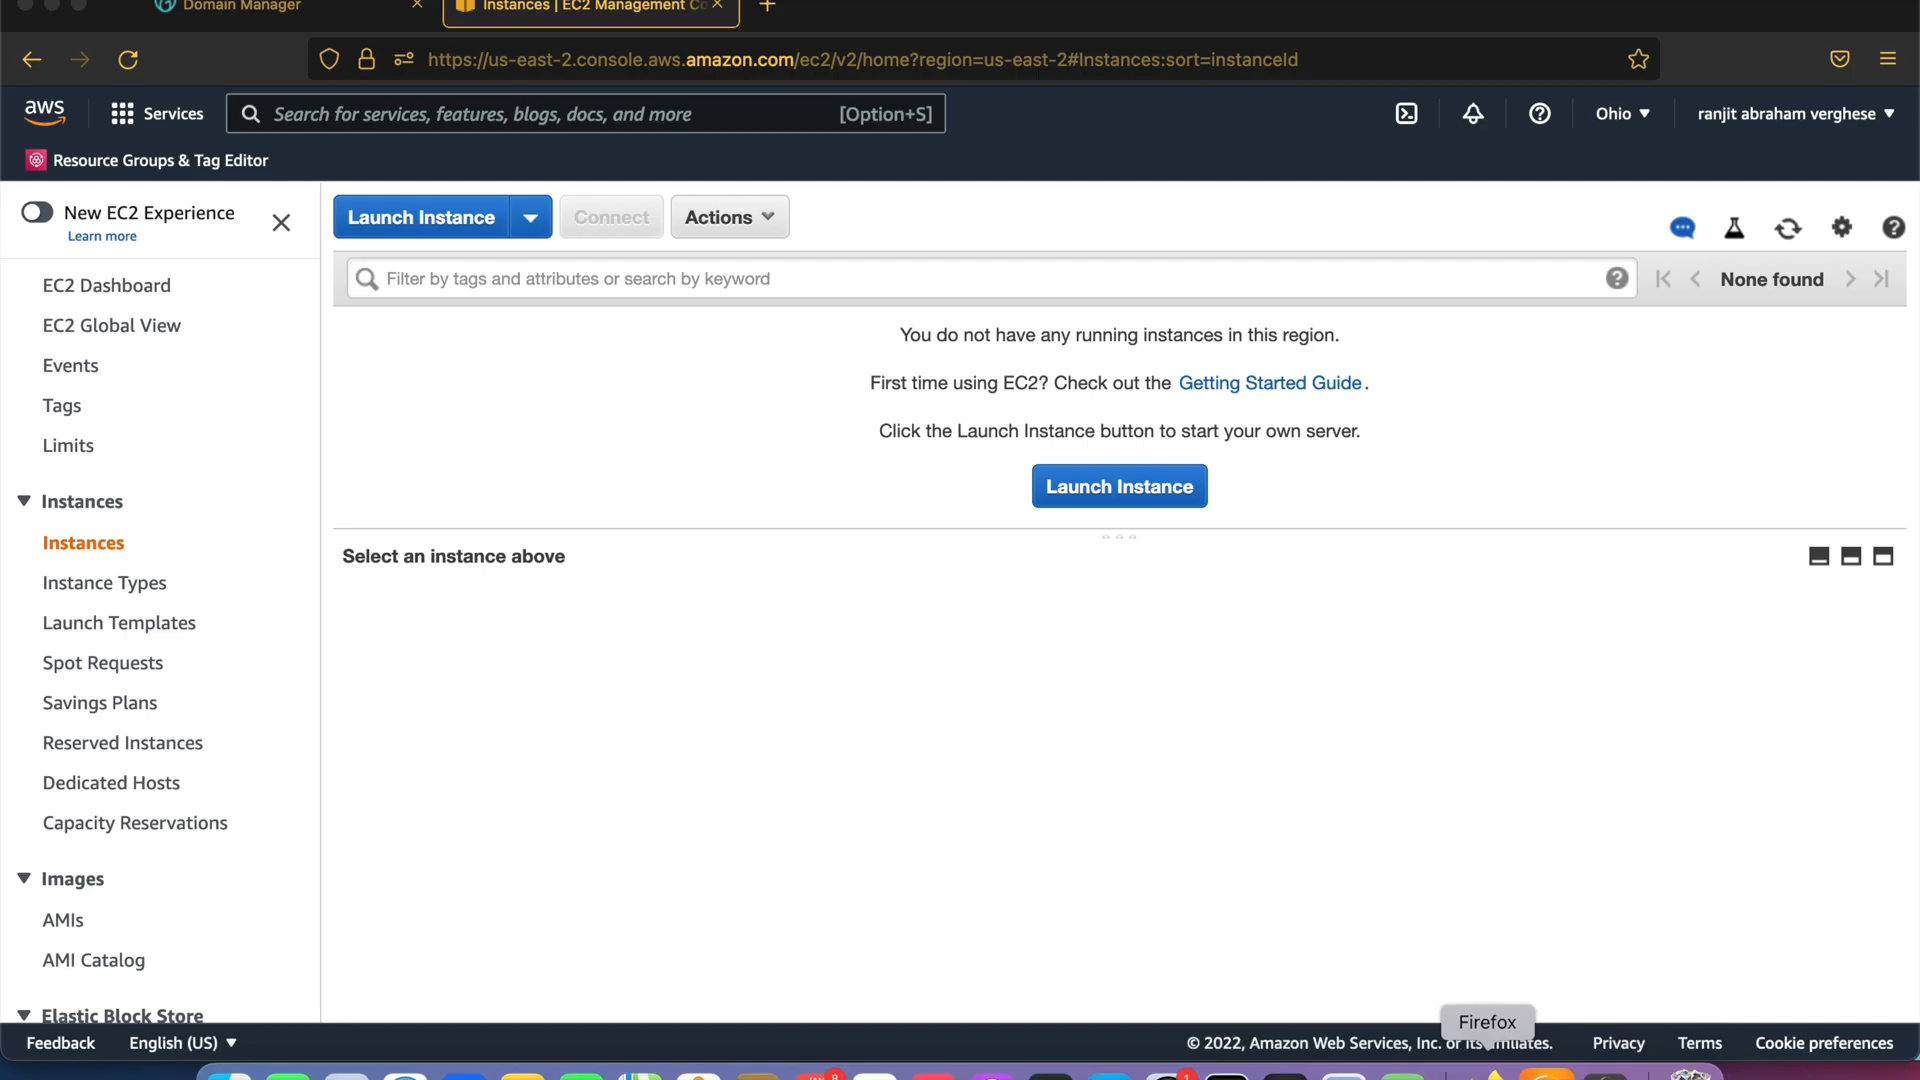 Domain Manager
Instances | EC2 Management Co
https://us-east-2.console.aws.amazon.com/ec2/v2/home?region=us-east-2#Instances:sort=instanceId
aws
Services
Search for services, features, blogs, docs, and more
[Option+S]
Ohio
ranjit abraham verghese
Resource Groups & Tag Editor
New EC2 Experience
Learn more
Launch Instance
Connect
Actions
Filter by tags and attributes or search by keyword
None found
EC2 Dashboard
EC2 Global View
Events
Tags
Limits
Instances
Instances
Instance Types
Launch Templates
Spot Requests
Savings Plans
Reserved Instances
Dedicated Hosts
Capacity Reservations
Images
AMIs
AMI Catalog
Elastic Block Store
You do not have any running instances in this region.
First time using EC2? Check out the Getting Started Guide.
Click the Launch Instance button to start your own server.
Launch Instance
Select an instance above
Firefox
Feedback
English (US)
© 2022, Amazon Web Services, Inc. or its affiliates.
Privacy
Terms
Cookie preferences
8
1